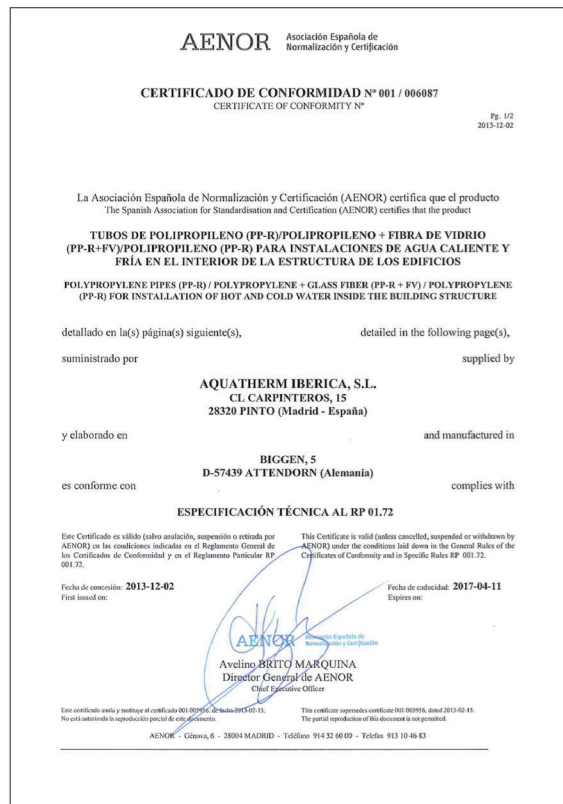 AENOR Asociación Española de
Normalización y Certificación
CERTIFICADO DE CONFORMIDAD Nº 001 / 006087
CERTIFICATE OF CONFORMITY Nº
Pg. 1/2
2013-12-02
La Asociación Española de Normalización y Certificación (AENOR) certifica que el producto
The Spanish Association for Standardisation and Certification (AENOR) certifies that the product
TUBOS DE POLIPROPILENO (PP-R)/POLIPROPILENO + FIBRA DE VIDRIO
(PP-R+FV)/POLIPROPILENO (PP-R) PARA INSTALACIONES DE AGUA CALIENTE Y
FRÍA EN EL INTERIOR DE LA ESTRUCTURA DE LOS EDIFICIOS
POLYPROPYLENE PIPES (PP-R) / POLYPROPYLENE + GLASS FIBER (PP-R + FV) / POLYPROPYLENE
(PP-R) FOR INSTALLATION OF HOT AND COLD WATER INSIDE THE BUILDING STRUCTURE
detallado en la(s) página(s) siguiente(s), detailed in the following page(s),
suministrado por supplied by
AQUATHERM IBERICA, S.L.
CL CARPINTEROS, 15
28320 PINTO (Madrid - España)
y elaborado en and manufactured in
BIGGEN, 5
D-57439 ATTENDORN (Alemania)
es conforme con complies with
ESPECIFICACIÓN TÉCNICA AL RP 01.72
Este Certificado es válido (salvo anulación, suspensión o retirada por
AENOR) en las condiciones indicadas en el Reglamento General de
los Certificados de Conformidad y en el Reglamento Particular RP
001.72.
This Certificate is valid (unless cancelled, suspended or withdrawn by
AENOR) under the conditions laid down in the General Rules of the
Certificates of Conformity and in Specific Rules RP 001.72.
Fecha de concesión: 2013-12-02
First issued on:
Fecha de caducidad: 2017-04-11
Expires on:
AENOR Asociación Española de
Normalización y Certificación
Avelino BRITO MARQUINA
Director General de AENOR
Chief Executive Officer
Este certificado anula y sustituye al certificado 001/005956, de fecha 2013-02-15.
No está autorizada la reproducción parcial de este documento.
This certificate supersedes certificate 001/005956, dated 2013-02-15.
The partial reproduction of this document is not permitted.
AENOR - Génova, 6 - 28004 MADRID - Teléfono 914 32 60 00 - Telefax 913 10 46 83